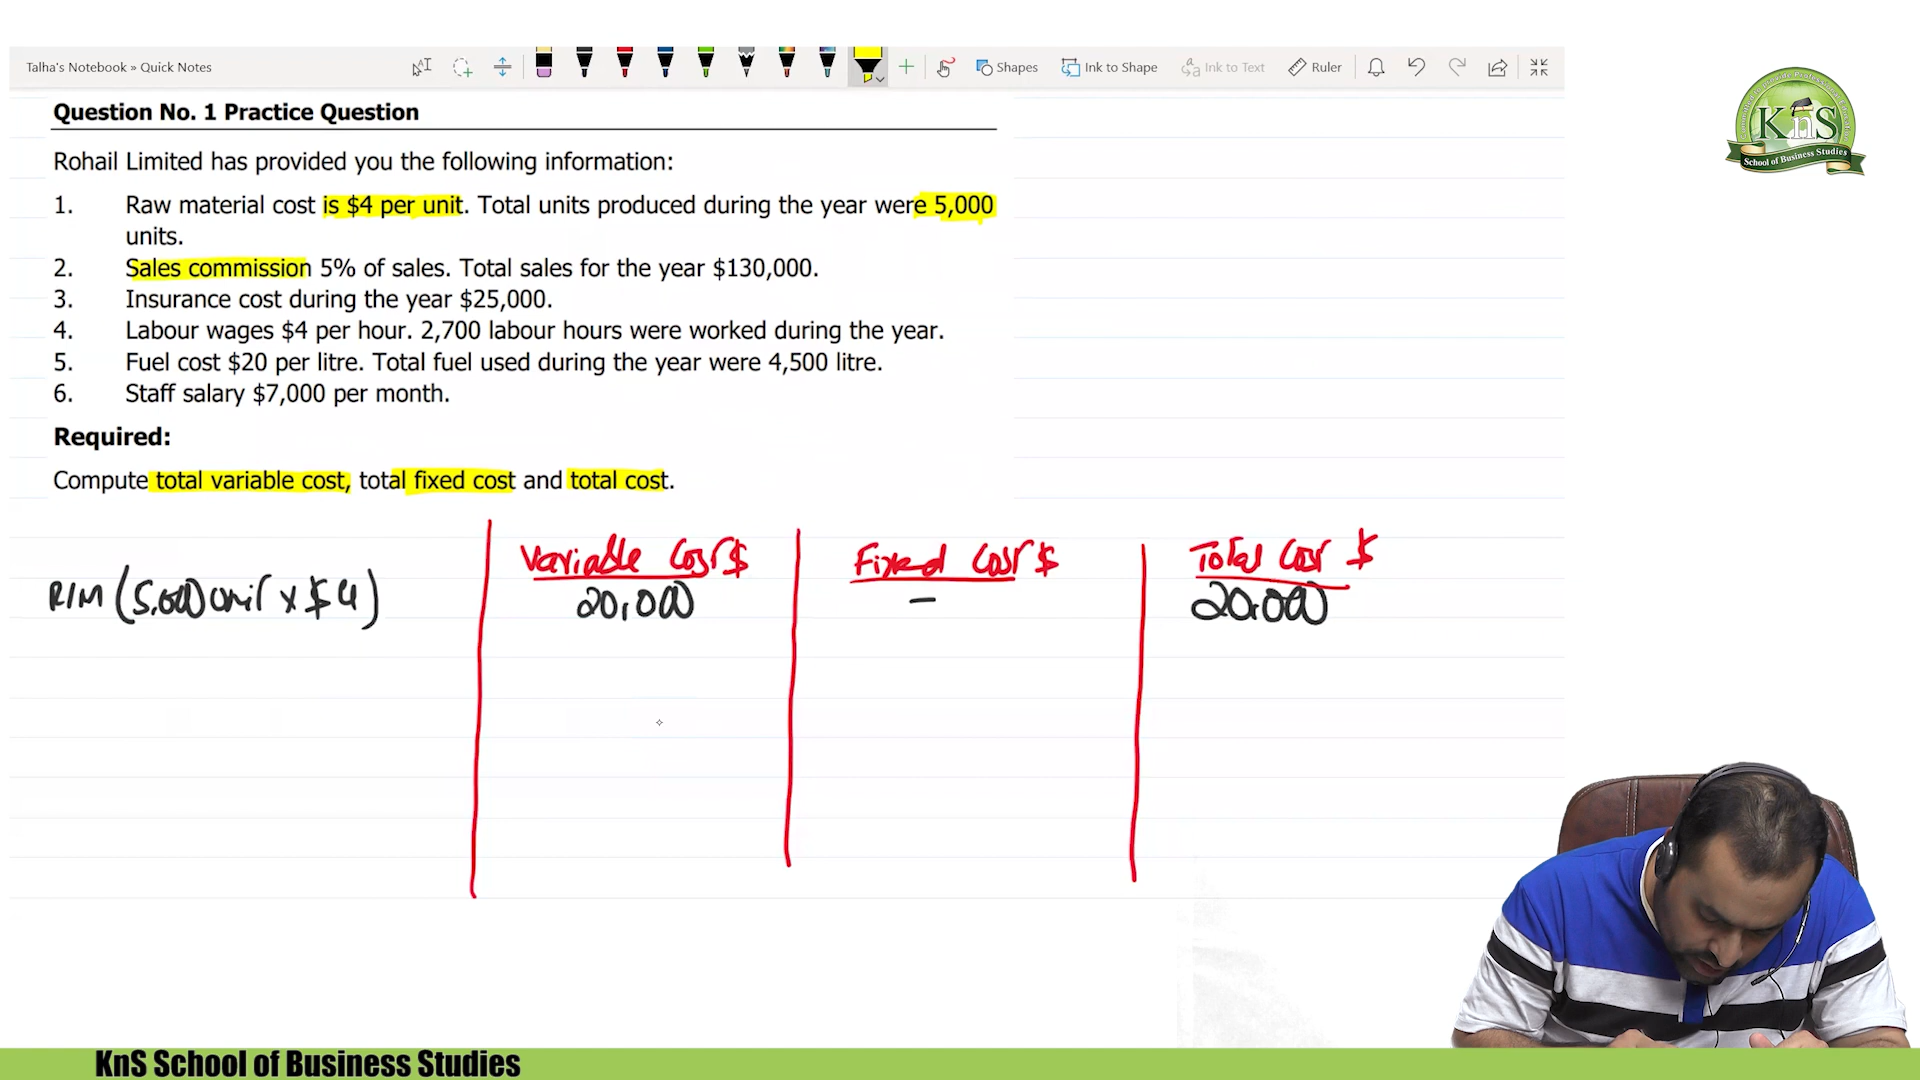 Talha's Notebook » Quick Notes
Shapes
Ink to Shape
Ink to Text
Ruler
Question No. 1 Practice Question
Rohail Limited has provided you the following information:
1. Raw material cost is $4 per unit. Total units produced during the year were 5,000
units.
2. Sales commission 5% of sales. Total sales for the year $130,000.
3. Insurance cost during the year $25,000.
4. Labour wages $4 per hour. 2,700 labour hours were worked during the year.
5. Fuel cost $20 per litre. Total fuel used during the year were 4,500 litre.
6. Staff salary $7,000 per month.
Required:
Compute total variable cost, total fixed cost and total cost.
Variable Cost $ Fixed Cost $ Total Cost $
R/M (5,000 unit x $4) 20,000 – 20,000
KnS
School of Business Studies
KnS School of Business Studies